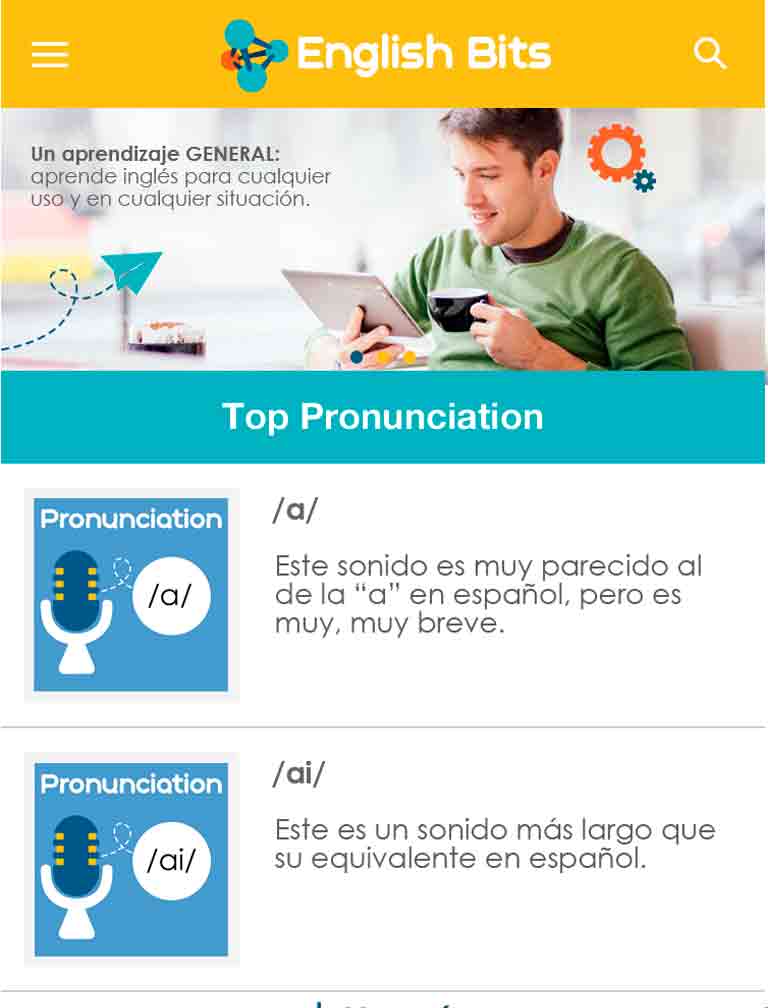 English Bits
Un aprendizaje GENERAL:
aprende inglés para cualquier
uso y en cualquier situación.
Top Pronunciation
Pronunciation
/a/
/a/
Este sonido es muy parecido al
de la “a” en español, pero es
muy, muy breve.
Pronunciation
/ai/
/ai/
Este es un sonido más largo que
su equivalente en español.